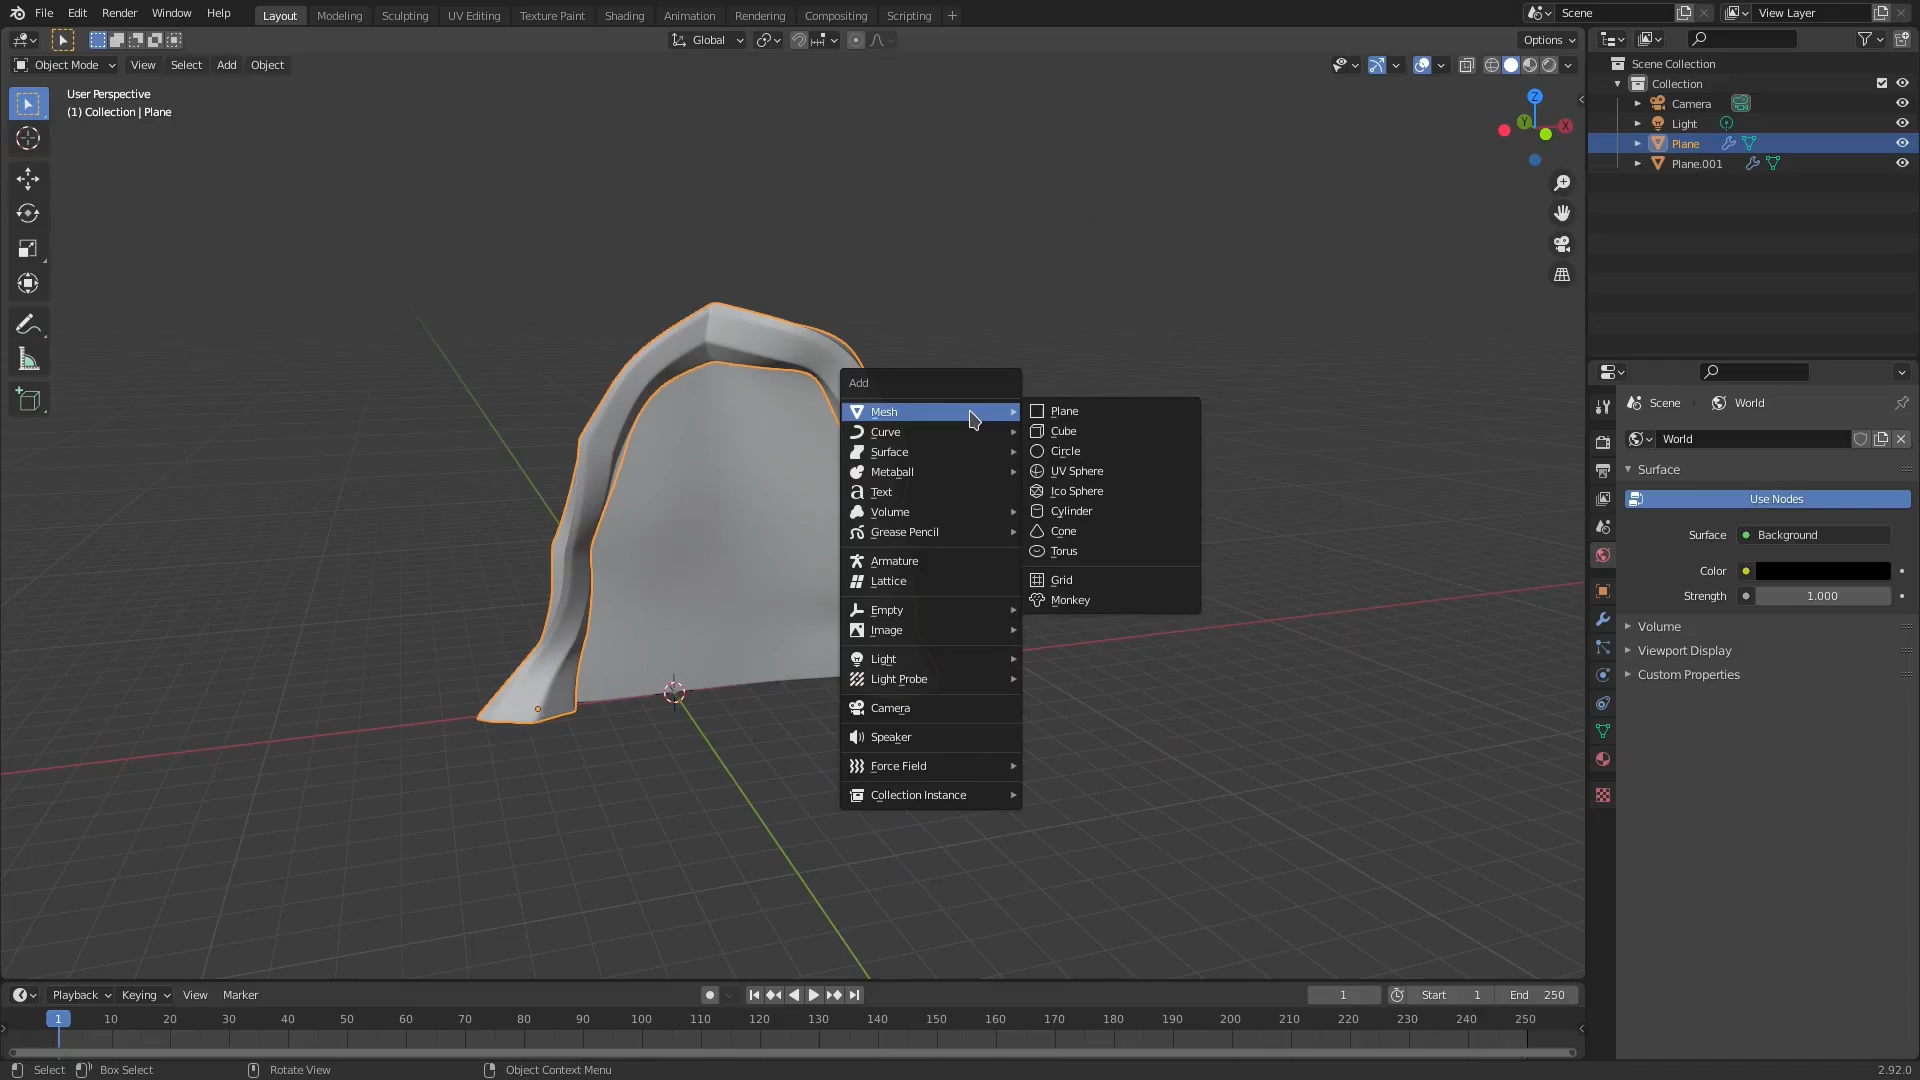 File Edit Render Window Help Layout Modeling Sculpting UV Editing Texture Paint Shading Animation Rendering Compositing Scripting + Scene View Layer
Global Options
Object Mode View Select Add Object
User Perspective
(1) Collection | Plane
Z
Y X
Scene Collection
Collection
Camera
Light
Plane
Plane.001
Add
Mesh
Curve
Surface
Metaball
Text
Volume
Grease Pencil
Armature
Lattice
Empty
Image
Light
Light Probe
Camera
Speaker
Force Field
Collection Instance
Plane
Cube
Circle
UV Sphere
Ico Sphere
Cylinder
Cone
Torus
Grid
Monkey
Scene World
World
Surface
Use Nodes
Surface Background
Color
Strength 1.000
Volume
Viewport Display
Custom Properties
Playback Keying View Marker 1 Start 1 End 250
1 10 20 30 40 50 60 70 80 90 100 110 120 130 140 150 160 170 180 190 200 210 220 230 240 250
Select Box Select Rotate View Object Context Menu 2.92.0